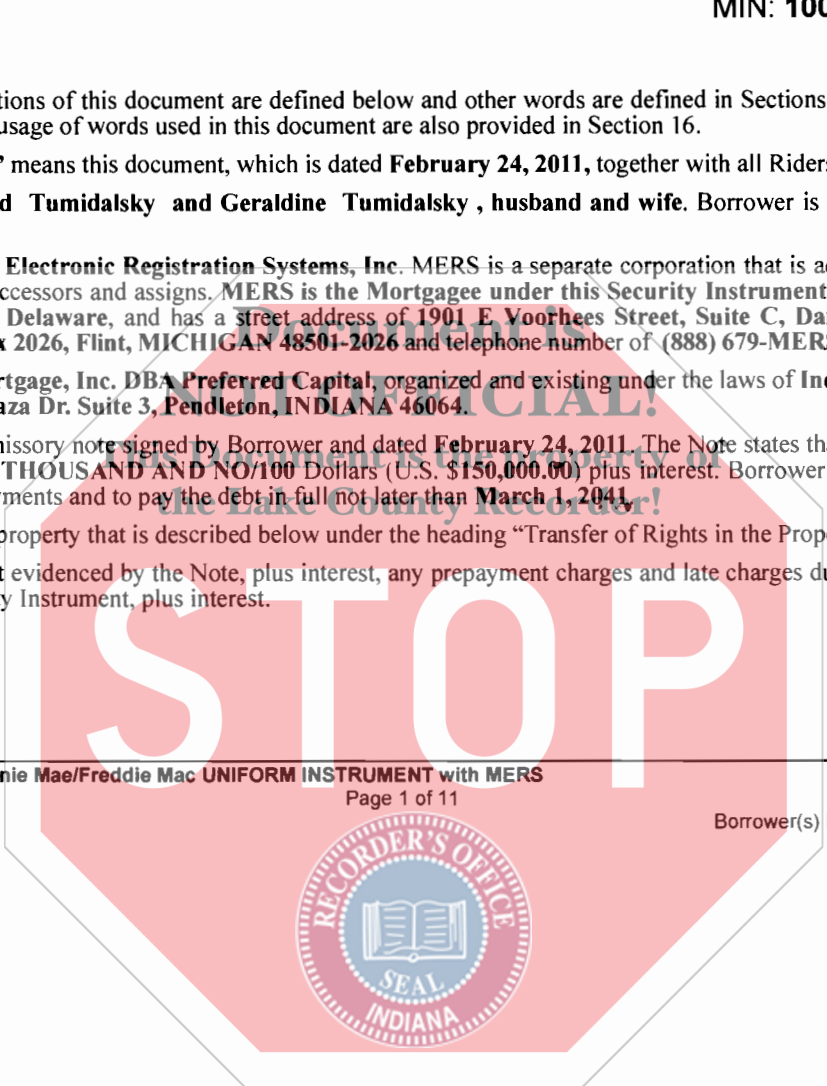 MIN: 100
tions of this document are defined below and other words are defined in Sections
usage of words used in this document are also provided in Section 16.
” means this document, which is dated February 24, 2011, together with all Riders
d Tumidalsky and Geraldine Tumidalsky , husband and wife. Borrower is
Electronic Registration Systems, Inc. MERS is a separate corporation that is a
ccessors and assigns. MERS is the Mortgagee under this Security Instrument
Delaware, and has a street address of 1901 E Voorhees Street, Suite C, Da
x 2026, Flint, MICHIGAN 48501-2026 and telephone number of (888) 679-MERS
rtgage, Inc. DBA Preferred Capital, organized and existing under the laws of Ind
aza Dr. Suite 3, Pendleton, INDIANA 46064.
issory note signed by Borrower and dated February 24, 2011. The Note states th
THOUSAND AND NO/100 Dollars (U.S. $150,000.00) plus interest. Borrower
ments and to pay the debt in full not later than March 1, 2041.
property that is described below under the heading “Transfer of Rights in the Prop
t evidenced by the Note, plus interest, any prepayment charges and late charges du
y Instrument, plus interest.
Document is
NOT OFFICIAL!
This Document is the property of
the Lake County Recorder!
STOP
nie Mae/Freddie Mac UNIFORM INSTRUMENT with MERS
Page 1 of 11
Borrower(s)
RECORDER'S OFFICE
SEAL
INDIANA